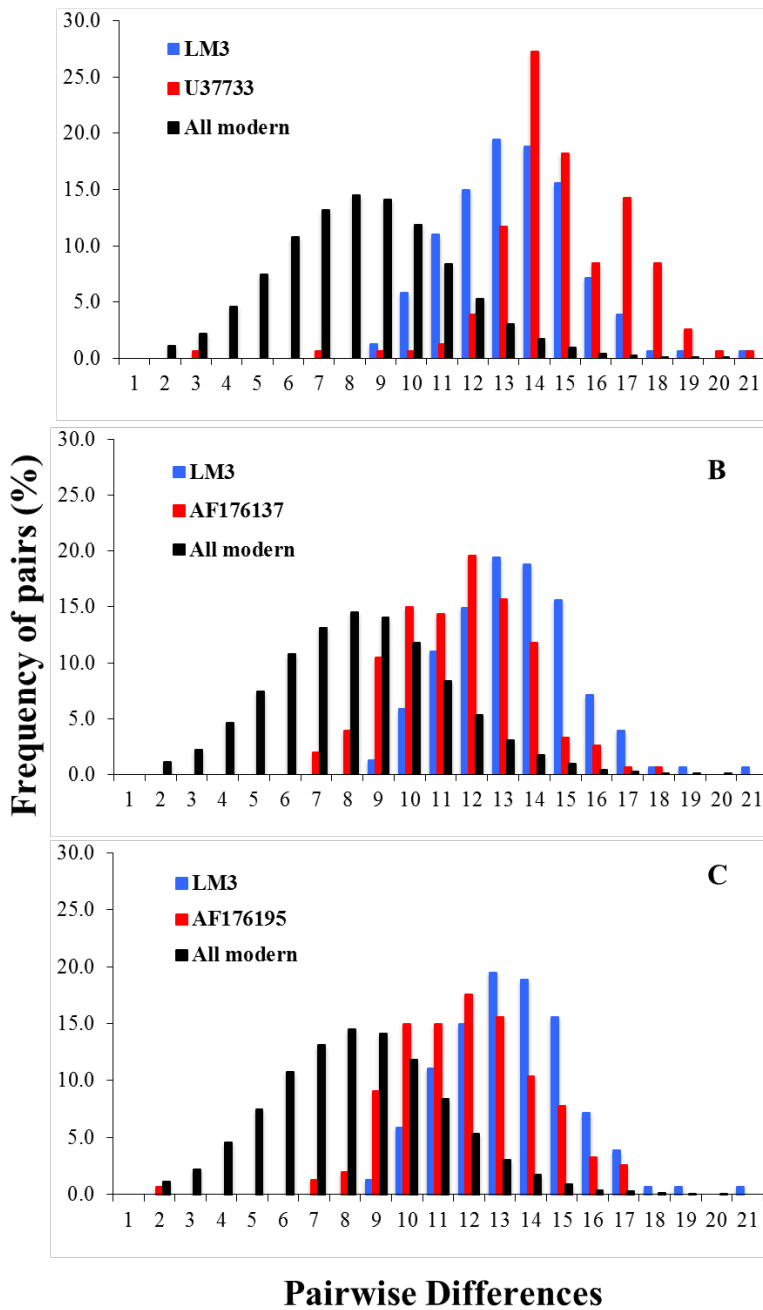 30.0
25.0
20.0
15.0
10.0
5.0
0.0
LM3
U37733
All modern
1 2 3 4 5 6 7 8 9 10 11 12 13 14 15 16 17 18 19 20 21
Frequency of pairs (%)
30.0
25.0
20.0
15.0
10.0
5.0
0.0
LM3
AF176137
All modern
B
1 2 3 4 5 6 7 8 9 10 11 12 13 14 15 16 17 18 19 20 21
30.0
25.0
20.0
15.0
10.0
5.0
0.0
LM3
AF176195
All modern
C
1 2 3 4 5 6 7 8 9 10 11 12 13 14 15 16 17 18 19 20 21
Pairwise Differences